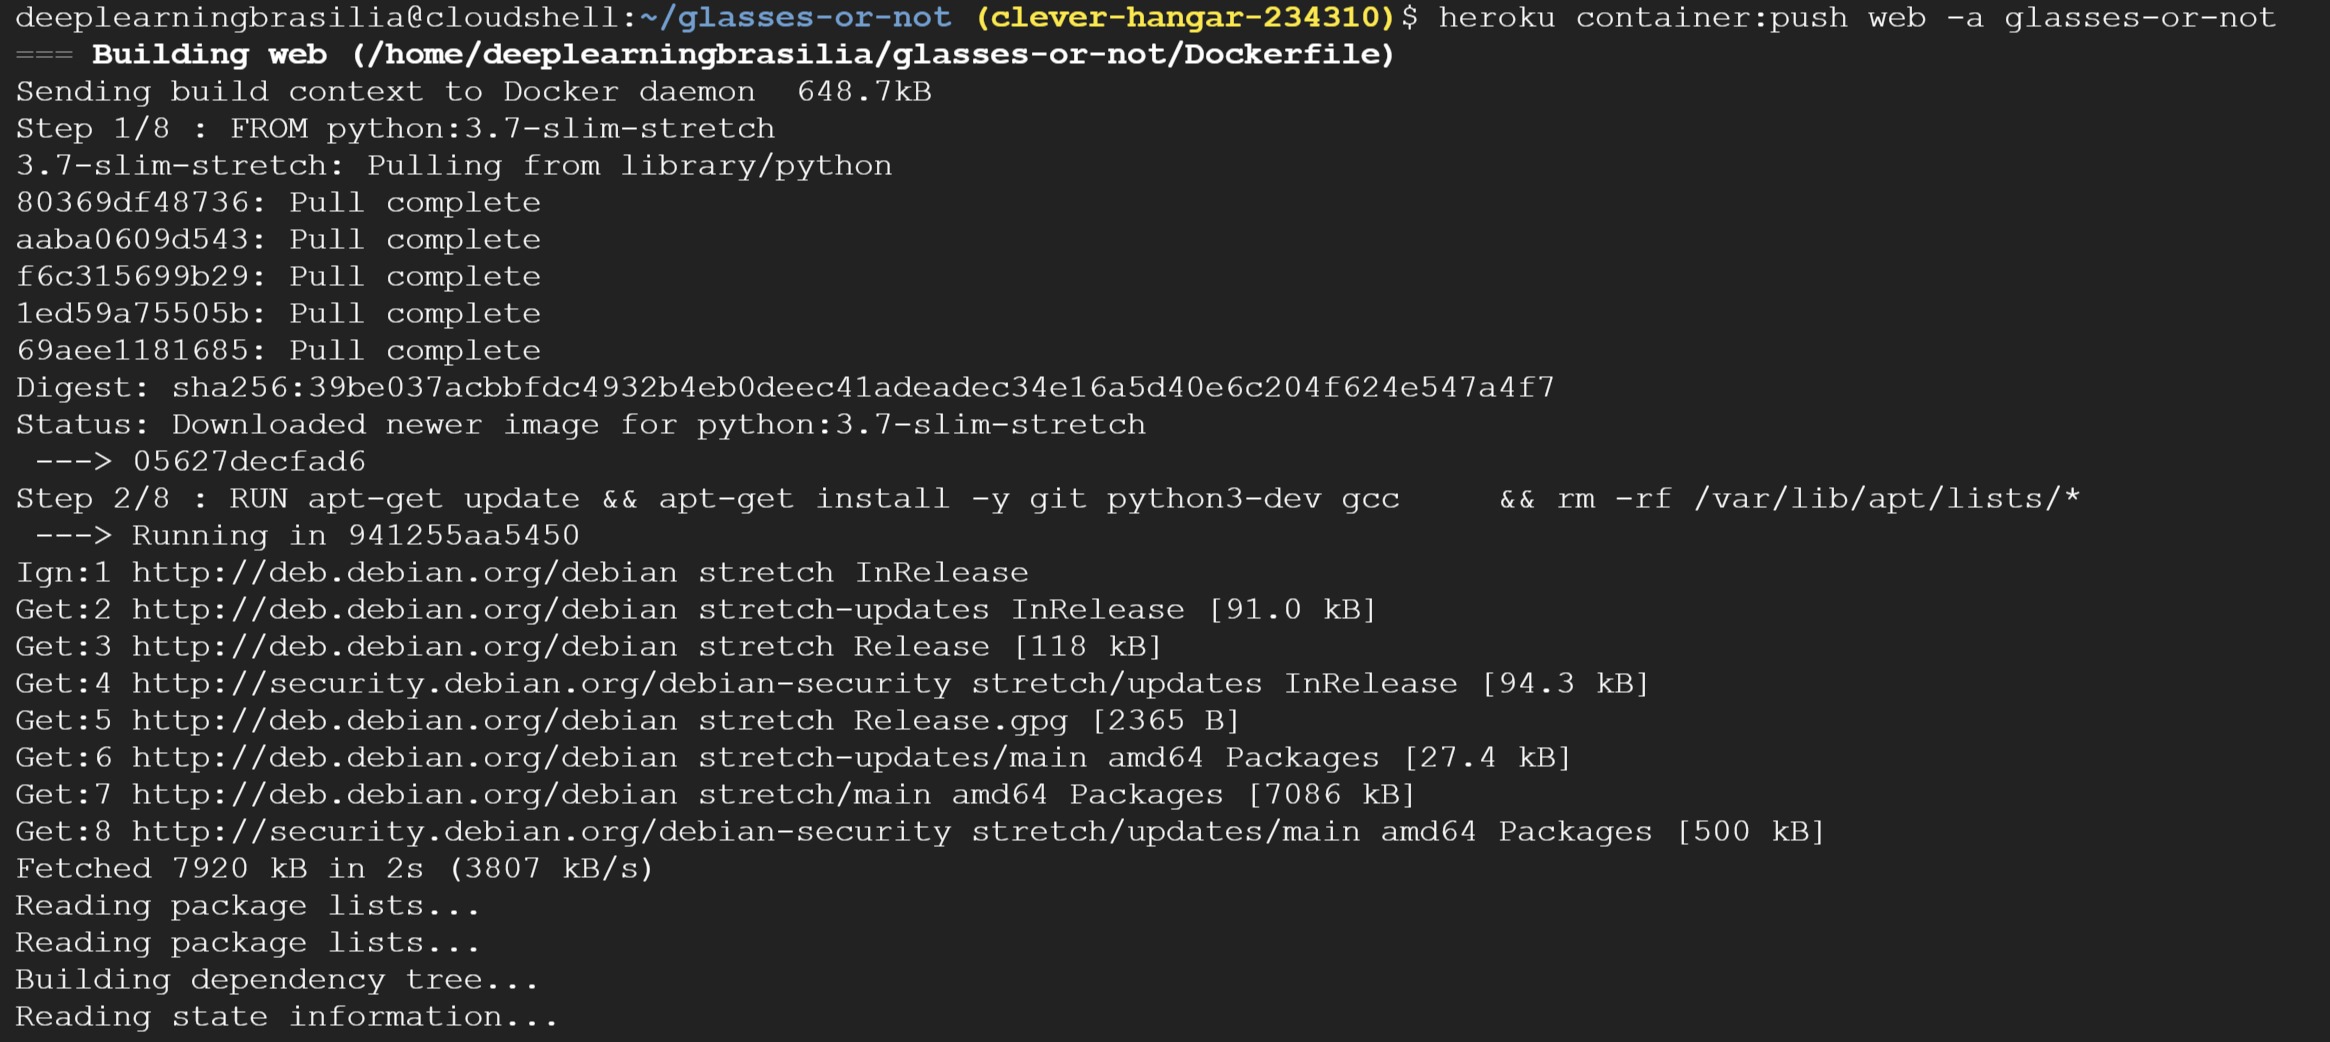 deeplearningbrasilia@cloudshell:~/glasses-or-not (clever-hangar-234310)$ heroku container:push web -a glasses-or-not
=== Building web (/home/deeplearningbrasilia/glasses-or-not/Dockerfile)
Sending build context to Docker daemon  648.7kB
Step 1/8 : FROM python:3.7-slim-stretch
3.7-slim-stretch: Pulling from library/python
80369df48736: Pull complete
aaba0609d543: Pull complete
f6c315699b29: Pull complete
1ed59a75505b: Pull complete
69aee1181685: Pull complete
Digest: sha256:39be037acbbfdc4932b4eb0deec41adeadec34e16a5d40e6c204f624e547a4f7
Status: Downloaded newer image for python:3.7-slim-stretch
 ---> 05627decfad6
Step 2/8 : RUN apt-get update && apt-get install -y git python3-dev gcc     && rm -rf /var/lib/apt/lists/*
 ---> Running in 941255aa5450
Ign:1 http://deb.debian.org/debian stretch InRelease
Get:2 http://deb.debian.org/debian stretch-updates InRelease [91.0 kB]
Get:3 http://deb.debian.org/debian stretch Release [118 kB]
Get:4 http://security.debian.org/debian-security stretch/updates InRelease [94.3 kB]
Get:5 http://deb.debian.org/debian stretch Release.gpg [2365 B]
Get:6 http://deb.debian.org/debian stretch-updates/main amd64 Packages [27.4 kB]
Get:7 http://deb.debian.org/debian stretch/main amd64 Packages [7086 kB]
Get:8 http://security.debian.org/debian-security stretch/updates/main amd64 Packages [500 kB]
Fetched 7920 kB in 2s (3807 kB/s)
Reading package lists...
Reading package lists...
Building dependency tree...
Reading state information...